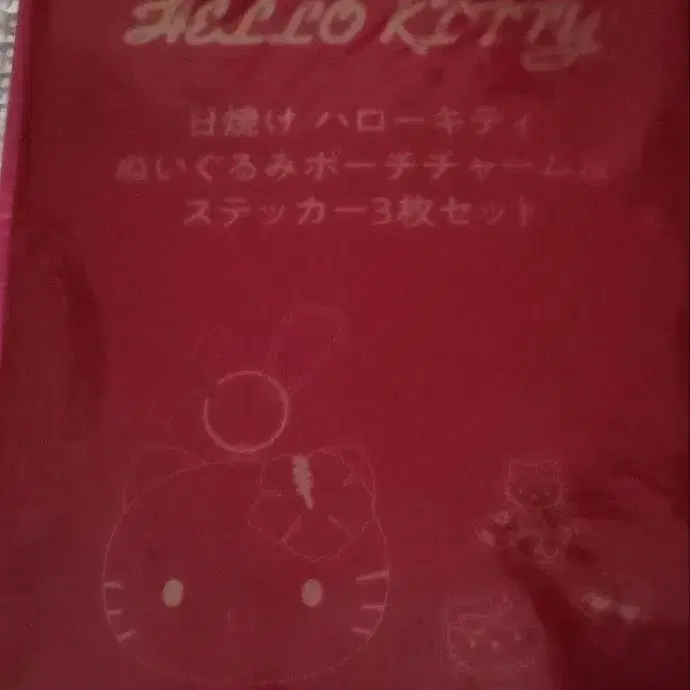 HELLO KITTY
日焼け ハローキティ
ぬいぐるみポーチチャーム&
ステッカー3枚セット